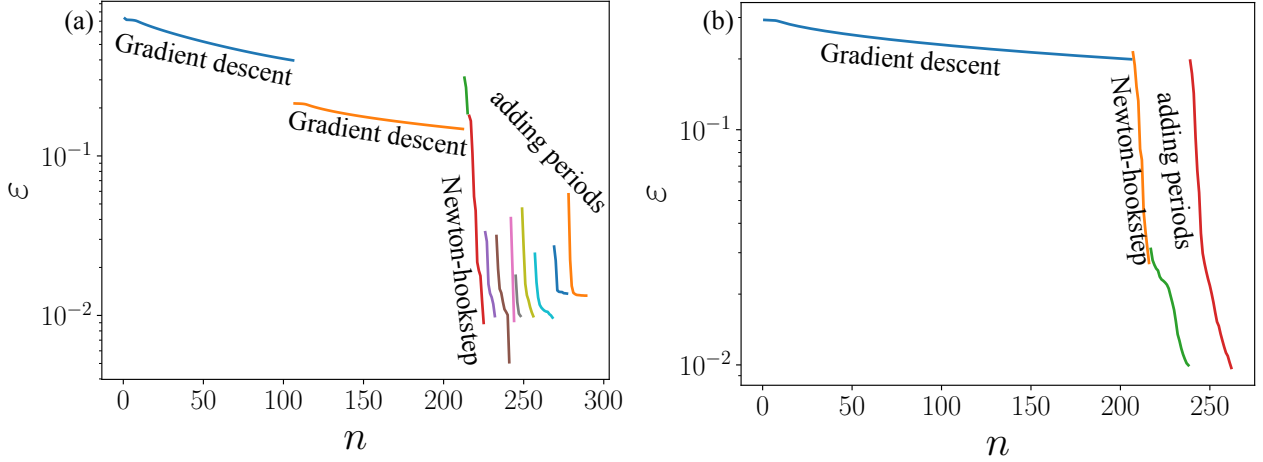 (a)
Gradient descent
Gradient descent
Newton-hookstep
adding periods
10⁻¹
10⁻²
ε
0
50
100
150
200
250
300
n
(b)
Gradient descent
Newton-hookstep
adding periods
10⁻¹
10⁻²
ε
0
50
100
150
200
250
n